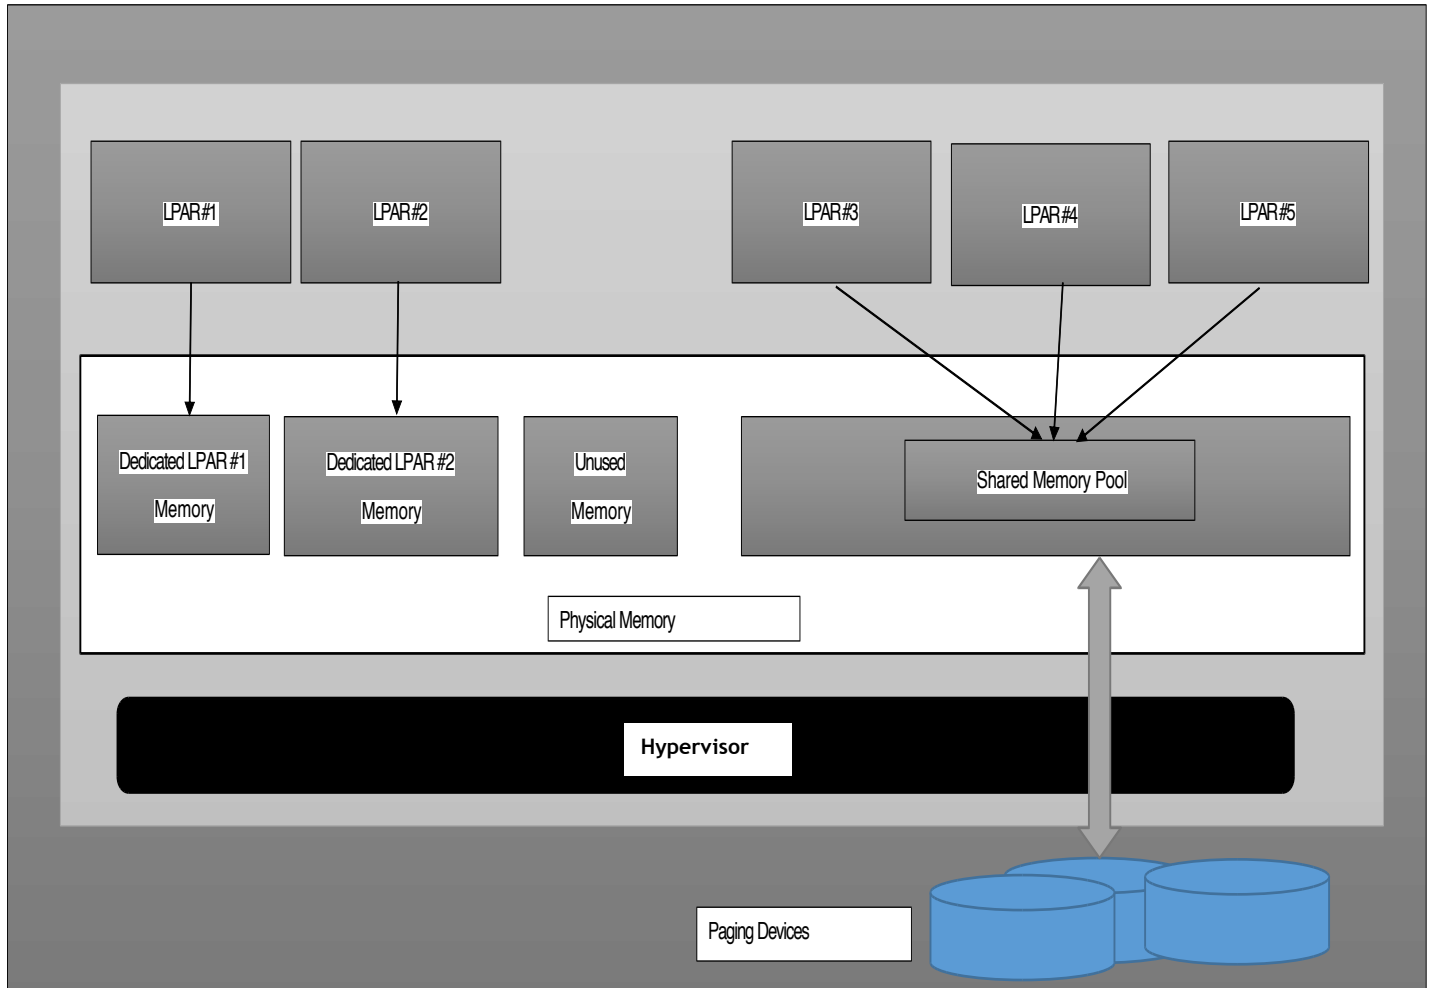 LPAR #1
LPAR #2
LPAR #3
LPAR #4
LPAR #5
Dedicated LPAR #1
Memory
Dedicated LPAR #2
Memory
Unused
Memory
Shared Memory Pool
Physical Memory
Hypervisor
Paging Devices